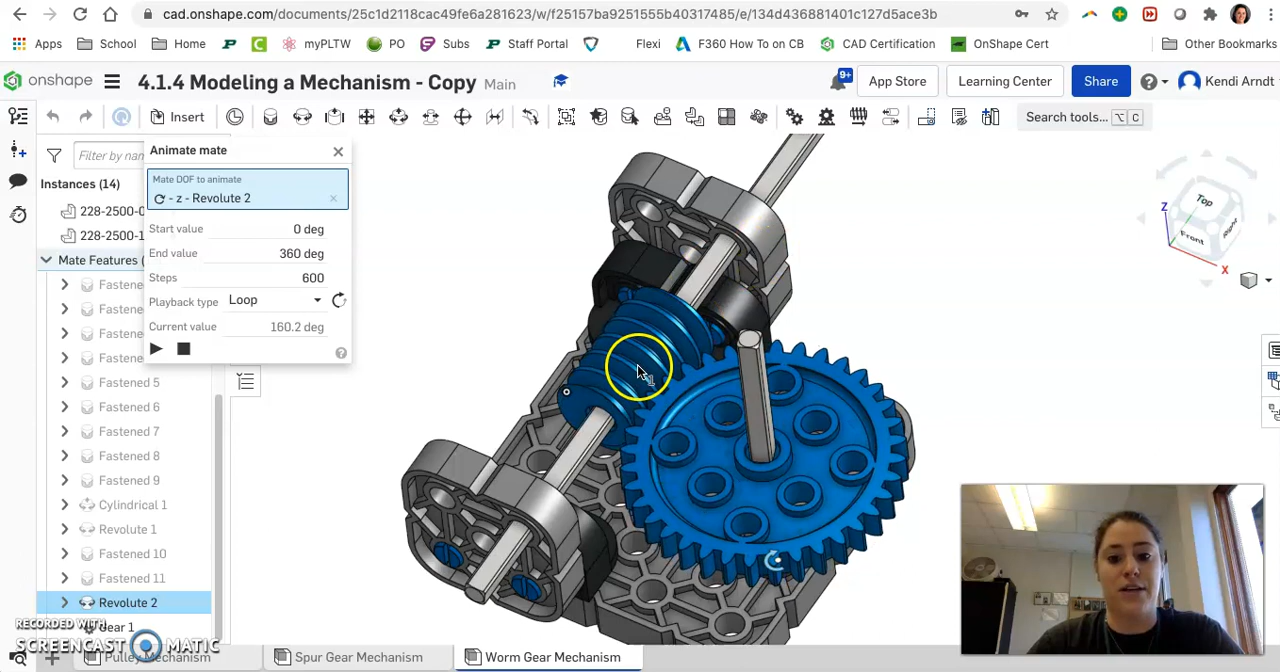 cad.onshape.com/documents/25c1d2118cac49fe6a281623/w/f25157ba9251555b40317485/e/134d436881401c127d5ace3b
Apps School Home myPLTW PO Subs Staff Portal Flexi F360 How To on CB CAD Certification OnShape Cert Other Bookmarks
onshape 4.1.4 Modeling a Mechanism - Copy Main 9+ App Store Learning Center Share Kendi Arndt
Insert Search tools... ⌥ C
Filter by nam
Animate mate
Instances (14)
Mate DOF to animate
- z - Revolute 2
228-2500-0
228-2500-1
Start value 0 deg
End value 360 deg
Steps 600
Playback type Loop
Current value 160.2 deg
Mate Features (
Fastened
Fastened
Fastened
Fastened
Fastened 5
Fastened 6
Fastened 7
Fastened 8
Fastened 9
Cylindrical 1
Revolute 1
Fastened 10
Fastened 11
Revolute 2
Gear 1
Top
Front
Right
Z
X
RECORDED WITH
SCREENCAST MATIC
Pulley Mechanism Spur Gear Mechanism Worm Gear Mechanism